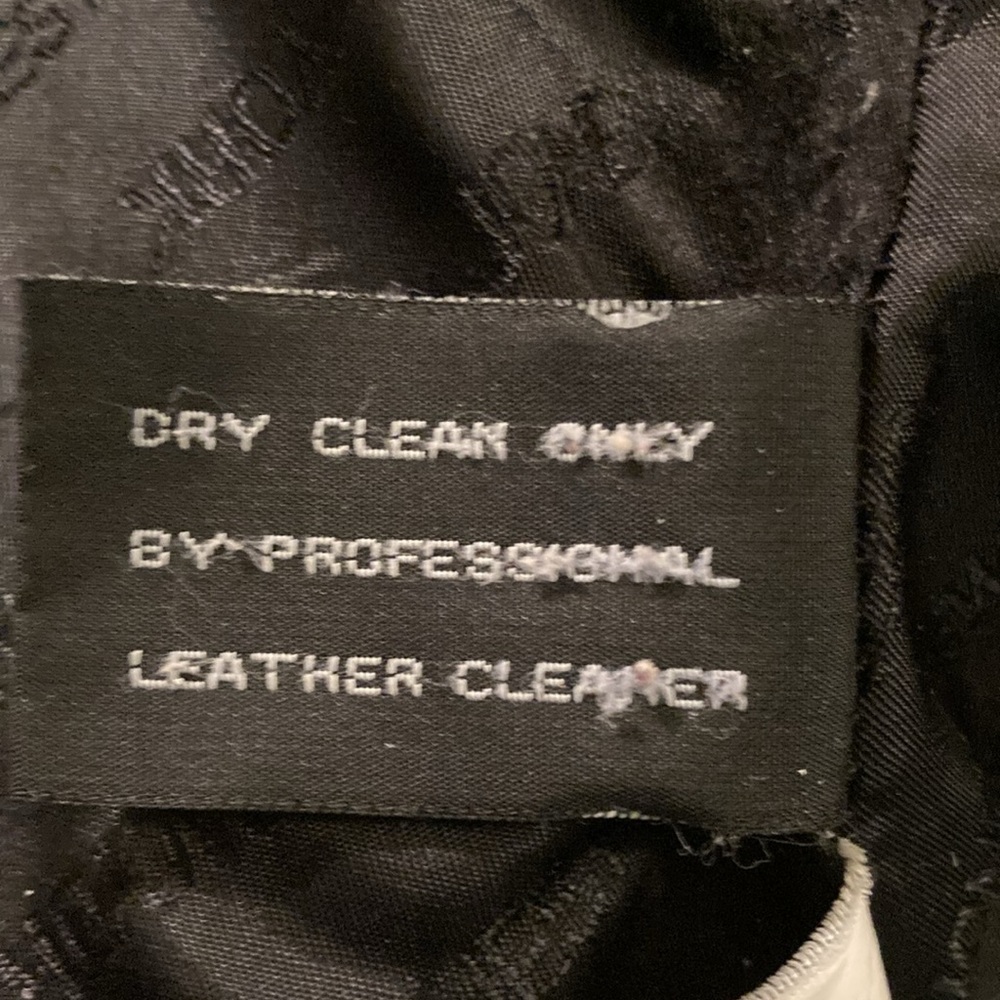 DRY CLEAN ONLY
BY PROFESSIONAL
LEATHER CLEANER